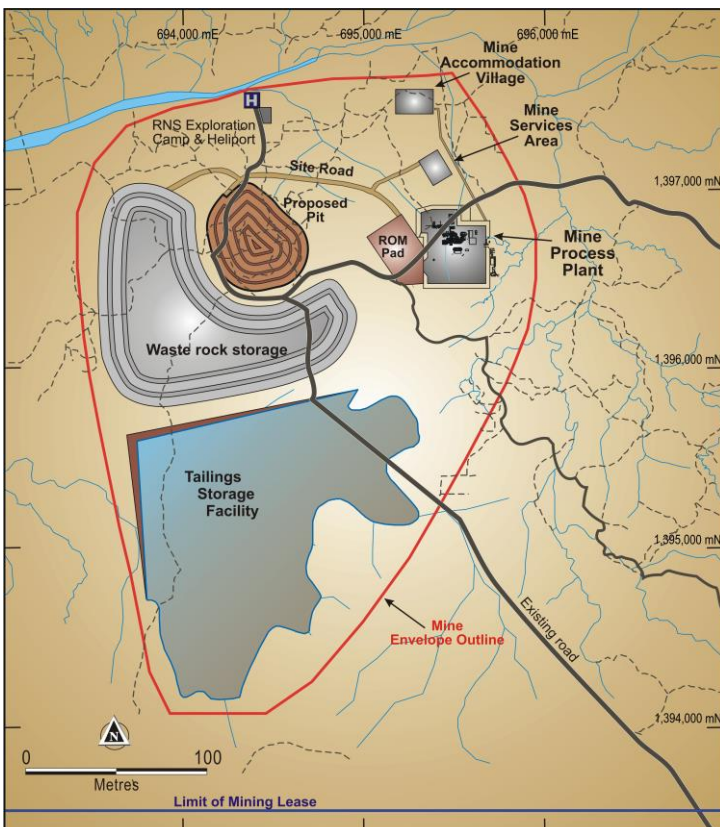 694,000 mE
695,000 mE
696,000 mE
Mine
Accommodation
Village
H
RNS Exploration
Camp & Heliport
Mine
Services
Area
Site Road
1,397,000 mN
Proposed
Pit
ROM
Pad
Mine
Process
Plant
Waste rock storage
1,396,000 mN
Tailings
Storage
Facility
1,395,000 mN
Existing road
Mine
Envelope Outline
1,394,000 mN
N
0 100
Metres
Limit of Mining Lease